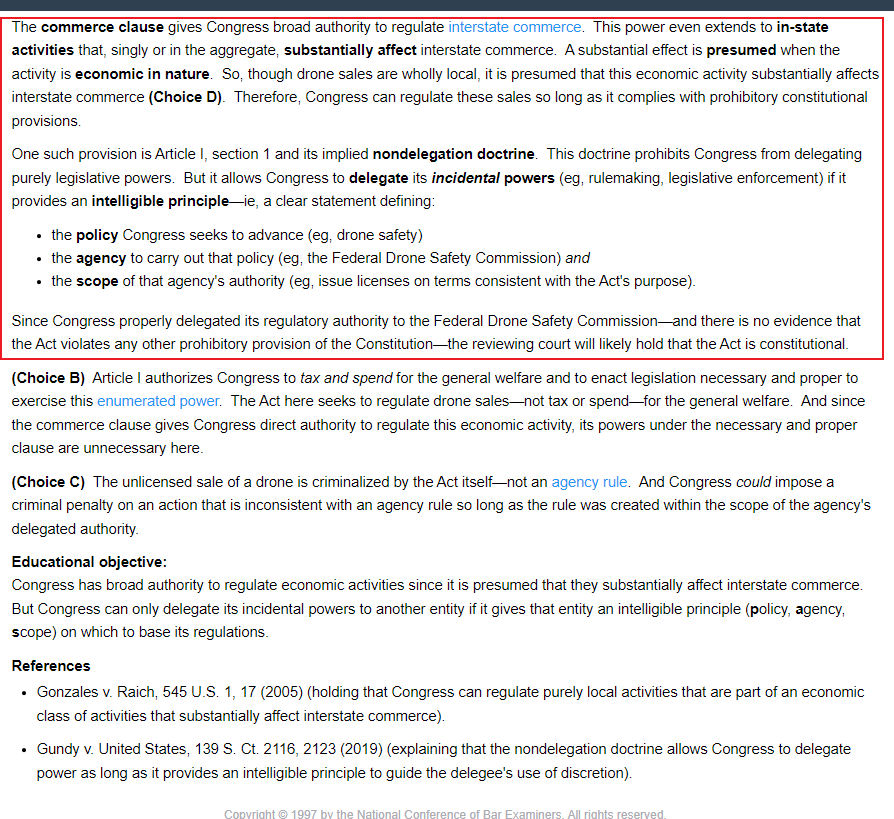 The commerce clause gives Congress broad authority to regulate interstate commerce. This power even extends to in-state
activities that, singly or in the aggregate, substantially affect interstate commerce. A substantial effect is presumed when the
activity is economic in nature. So, though drone sales are wholly local, it is presumed that this economic activity substantially affects
interstate commerce (Choice D). Therefore, Congress can regulate these sales so long as it complies with prohibitory constitutional
provisions.
One such provision is Article I, section 1 and its implied nondelegation doctrine. This doctrine prohibits Congress from delegating
purely legislative powers. But it allows Congress to delegate its incidental powers (eg, rulemaking, legislative enforcement) if it
provides an intelligible principle—ie, a clear statement defining:
• the policy Congress seeks to advance (eg, drone safety)
• the agency to carry out that policy (eg, the Federal Drone Safety Commission) and
• the scope of that agency's authority (eg, issue licenses on terms consistent with the Act's purpose).
Since Congress properly delegated its regulatory authority to the Federal Drone Safety Commission—and there is no evidence that
the Act violates any other prohibitory provision of the Constitution—the reviewing court will likely hold that the Act is constitutional.
(Choice B) Article I authorizes Congress to tax and spend for the general welfare and to enact legislation necessary and proper to
exercise this enumerated power. The Act here seeks to regulate drone sales—not tax or spend—for the general welfare. And since
the commerce clause gives Congress direct authority to regulate this economic activity, its powers under the necessary and proper
clause are unnecessary here.
(Choice C) The unlicensed sale of a drone is criminalized by the Act itself—not an agency rule. And Congress could impose a
criminal penalty on an action that is inconsistent with an agency rule so long as the rule was created within the scope of the agency's
delegated authority.
Educational objective:
Congress has broad authority to regulate economic activities since it is presumed that they substantially affect interstate commerce.
But Congress can only delegate its incidental powers to another entity if it gives that entity an intelligible principle (policy, agency,
scope) on which to base its regulations.
References
• Gonzales v. Raich, 545 U.S. 1, 17 (2005) (holding that Congress can regulate purely local activities that are part of an economic
class of activities that substantially affect interstate commerce).
• Gundy v. United States, 139 S. Ct. 2116, 2123 (2019) (explaining that the nondelegation doctrine allows Congress to delegate
power as long as it provides an intelligible principle to guide the delegee's use of discretion).
Copyright © 1997 by the National Conference of Bar Examiners. All rights reserved.